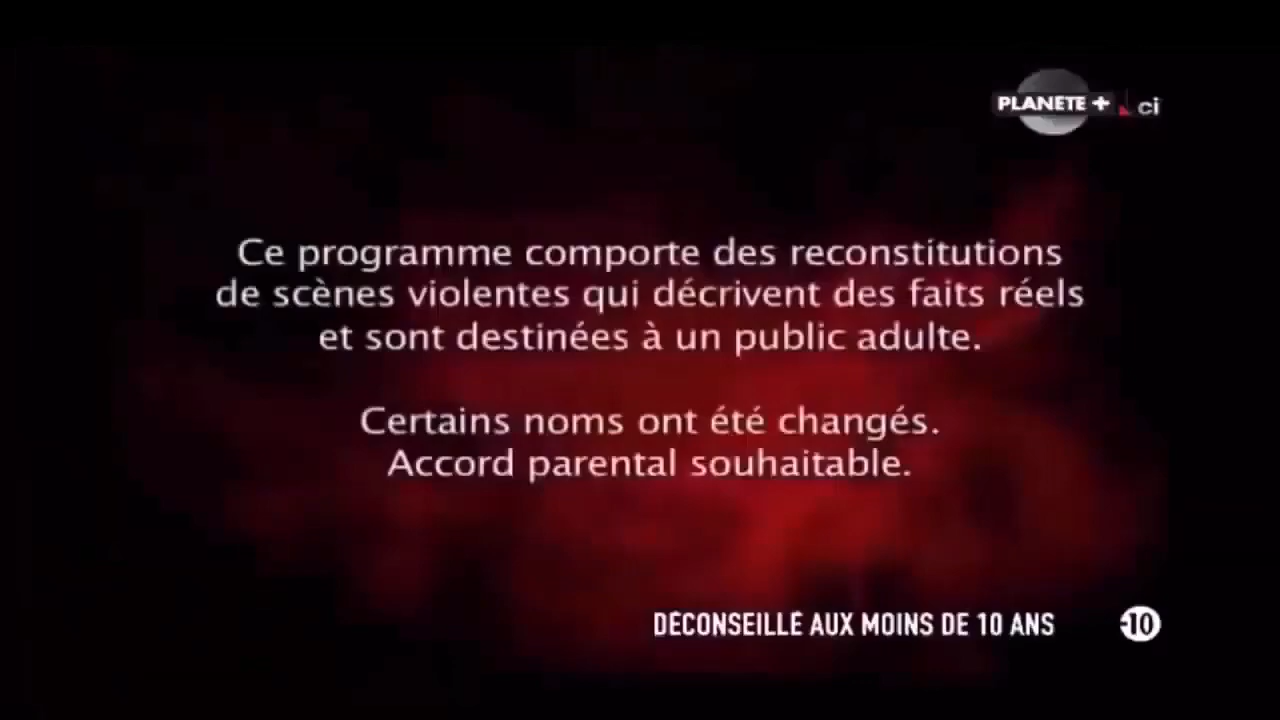 PLANETE + CI
Ce programme comporte des reconstitutions
de scènes violentes qui décrivent des faits réels
et sont destinées à un public adulte.
Certains noms ont été changés.
Accord parental souhaitable.
DÉCONSEILLÉ AUX MOINS DE 10 ANS -10